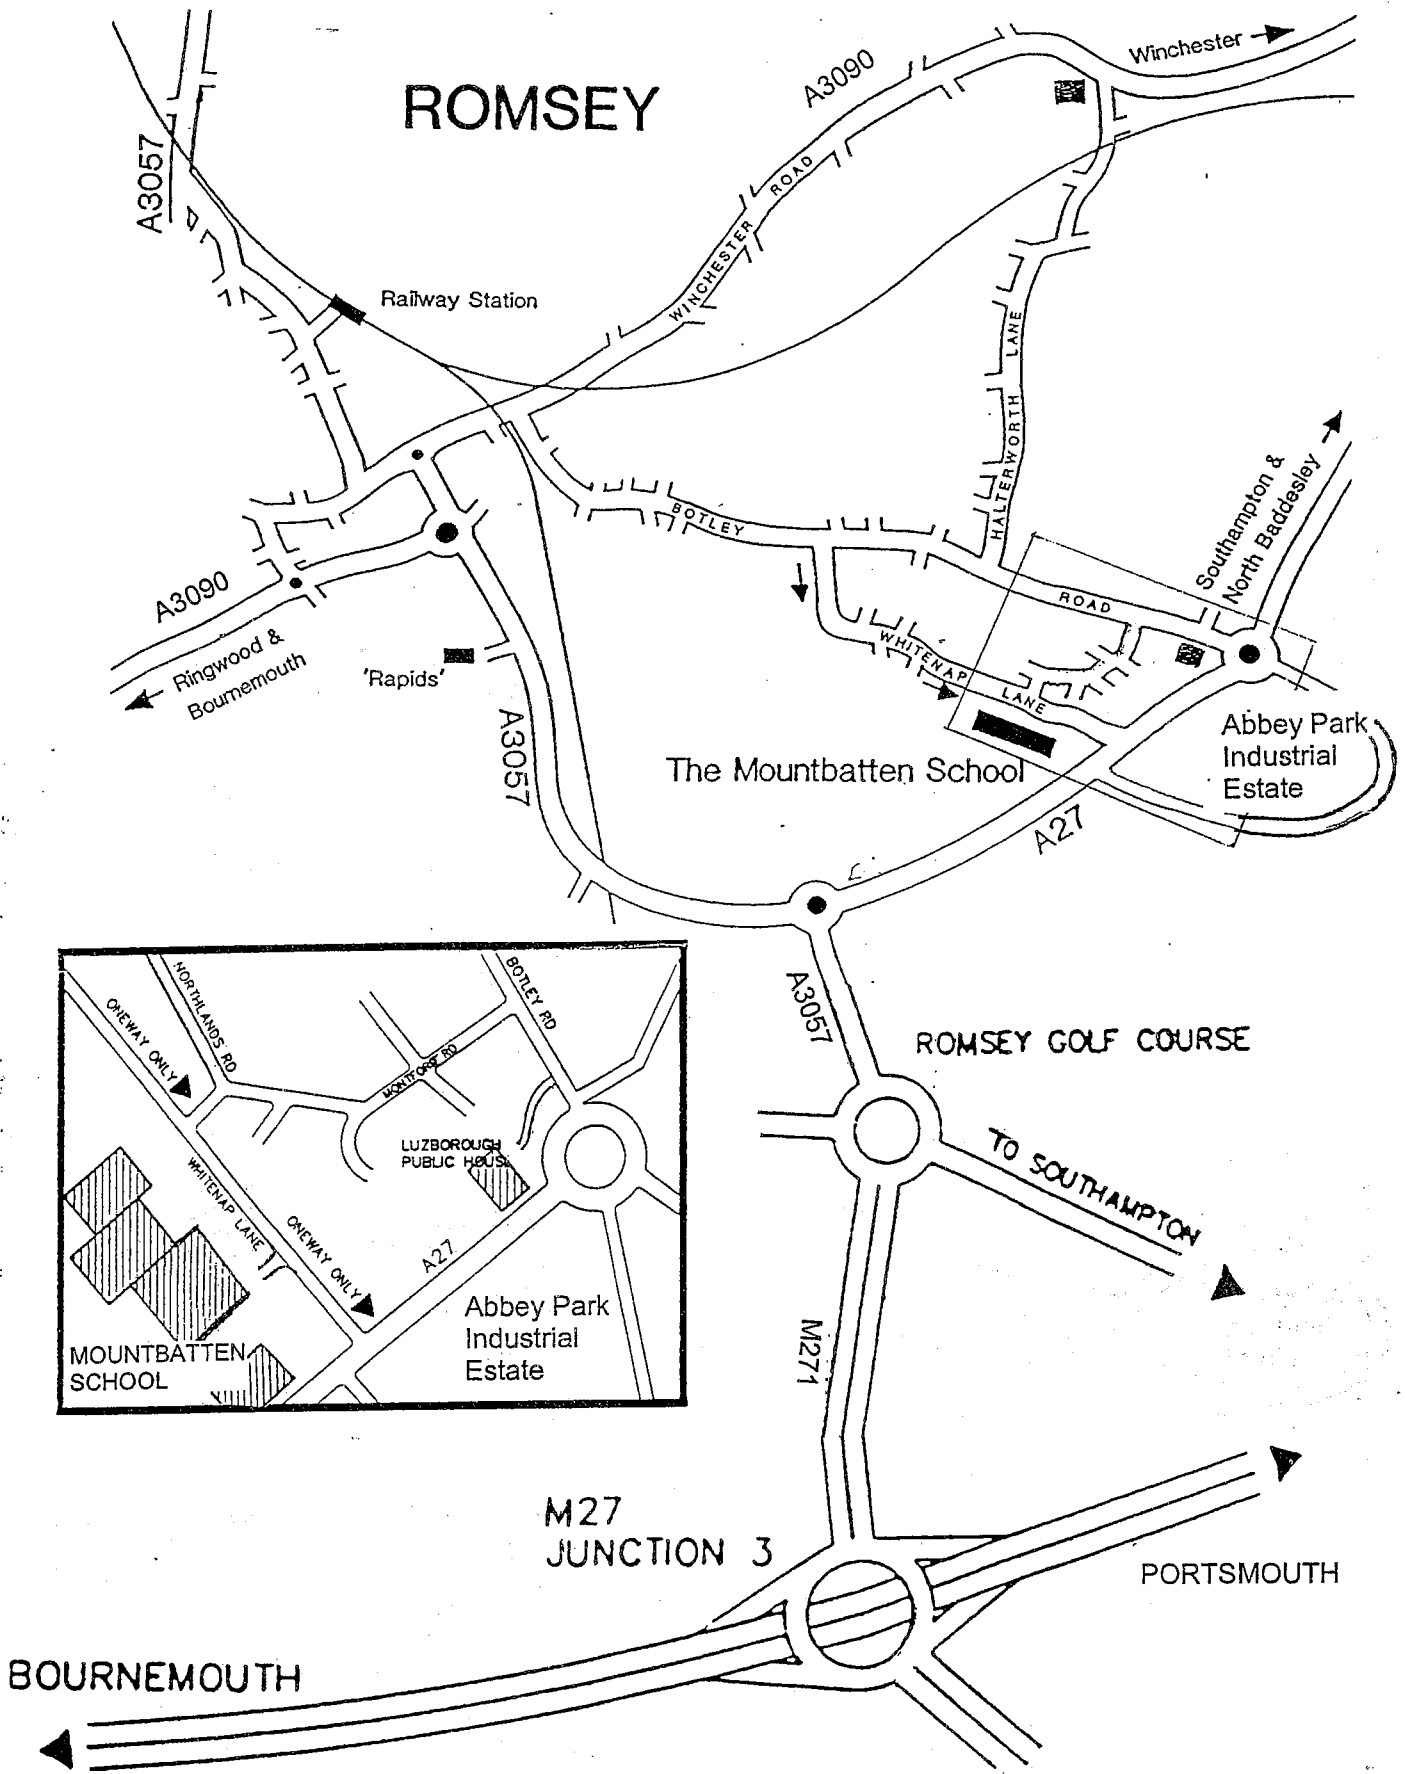 ROMSEY
A3057
A3090
Winchester
WINCHESTER ROAD
Railway Station
HALTERWORTH LANE
Southampton &
North Baddesley
BOTLEY ROAD
A3090
Ringwood &
Bournemouth
'Rapids'
A3057
WHITENAP LANE
The Mountbatten School
Abbey Park
Industrial
Estate
A27
A3057
ROMSEY GOLF COURSE
TO SOUTHAMPTON
M271
NORTHLANDS RD
ONEWAY ONLY
BOTLEY RD
MONTFORT RD
LUZBOROUGH
PUBLIC HOUSE
WHITENAP LANE
ONEWAY ONLY
A27
Abbey Park
Industrial
Estate
MOUNTBATTEN
SCHOOL
M27
JUNCTION 3
PORTSMOUTH
BOURNEMOUTH